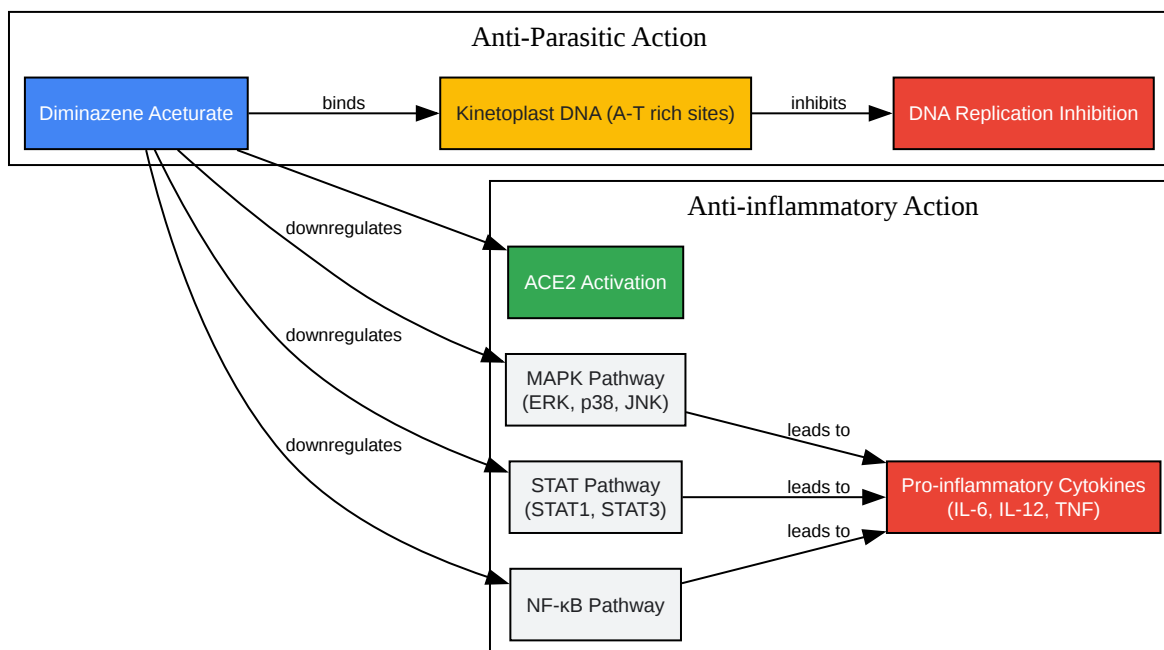 Anti-Parasitic Action
Diminazene Aceturate
binds
Kinetoplast DNA (A-T rich sites)
inhibits
DNA Replication Inhibition
Anti-inflammatory Action
downregulates
ACE2 Activation
downregulates
MAPK Pathway
(ERK, p38, JNK)
leads to
downregulates
STAT Pathway
(STAT1, STAT3)
leads to
Pro-inflammatory Cytokines
(IL-6, IL-12, TNF)
leads to
NF-κB Pathway